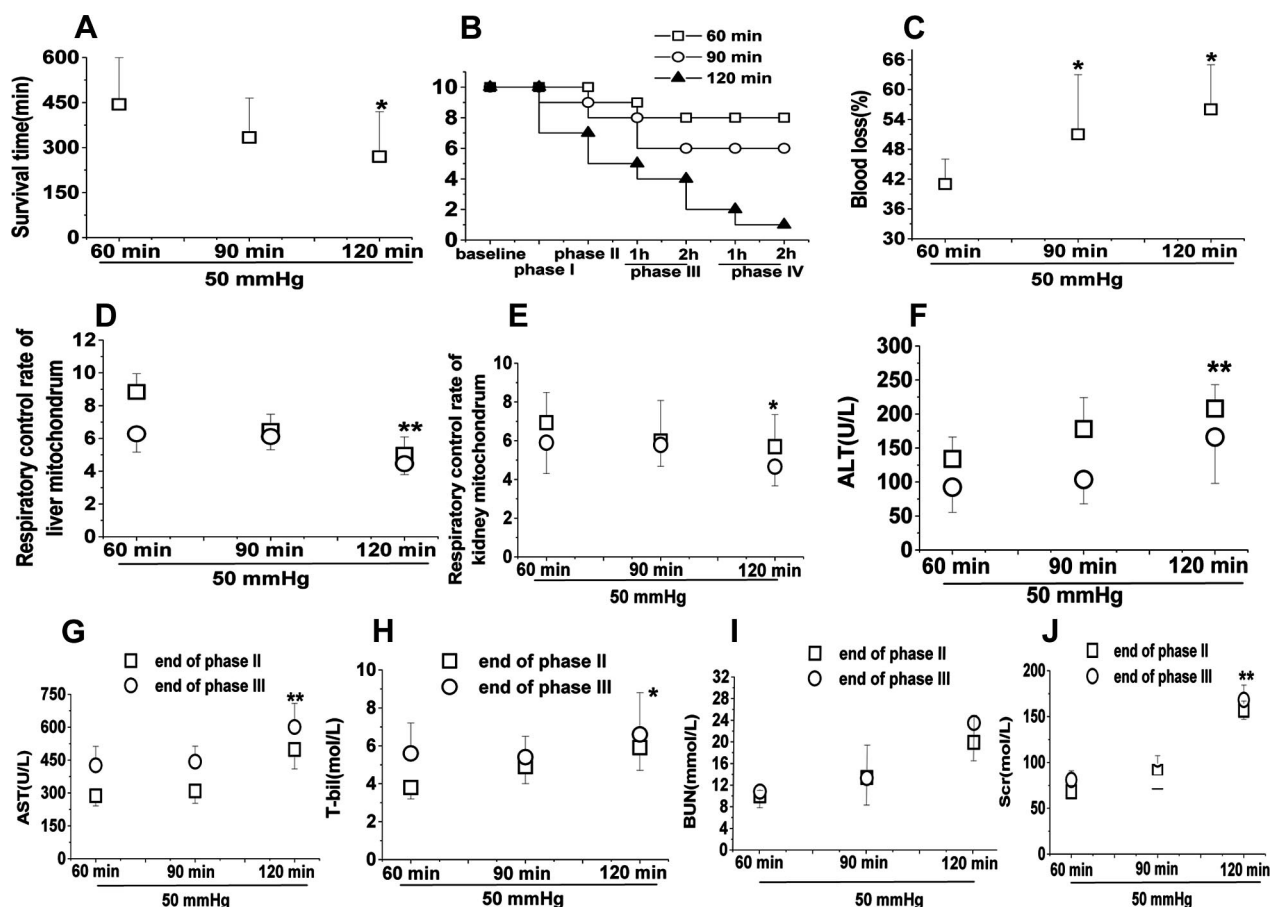 A
Survival time(min)
600
450
300
150
0
60 min 90 min 120 min
*
50 mmHg
B
60 min
90 min
120 min
10
8
6
4
2
0
baseline phase I phase II 1h 2h 1h 2h
phase III phase IV
C
Blood loss(%)
66
60
54
48
42
36
30
* *
60 min 90 min 120 min
50 mmHg
D
Respiratory control rate of
liver mitochondrum
12
10
8
6
4
2
0
**
60 min 90 min 120 min
50 mmHg
E
Respiratory control rate of
kidney mitochondrum
10
8
6
4
2
0
*
60 min 90 min 120 min
50 mmHg
F
ALT(U/L)
300
250
200
150
100
50
0
**
60 min 90 min 120 min
50 mmHg
G
end of phase II
end of phase III
AST(U/L)
750
600
450
300
150
0
**
60 min 90 min 120 min
50 mmHg
H
end of phase II
end of phase III
T-bil(mol/L)
10
8
6
4
2
0
*
60 min 90 min 120 min
50 mmHg
I
end of phase II
end of phase III
BUN(mmol/L)
32
28
24
20
16
12
8
4
0
60 min 90 min 120 min
50 mmHg
J
end of phase II
end of phase III
Scr(mol/L)
200
150
100
50
0
**
60 min 90 min 120 min
50 mmHg